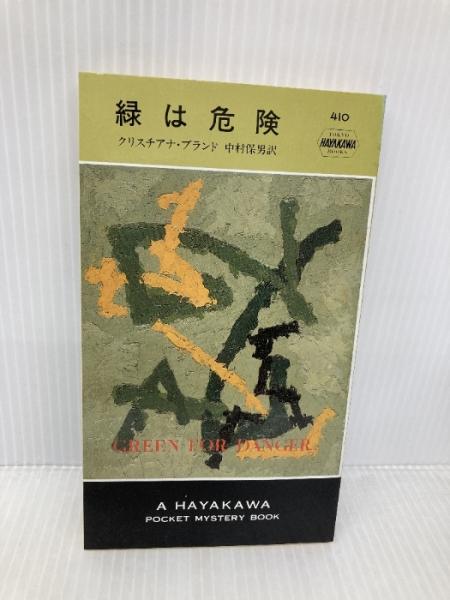 緑は危険
410
クリスチアナ・ブランド 中村保男訳
TOKYO
HAYAKAWA
BOOKS
GREEN FOR DANGER
A HAYAKAWA
POCKET MYSTERY BOOK